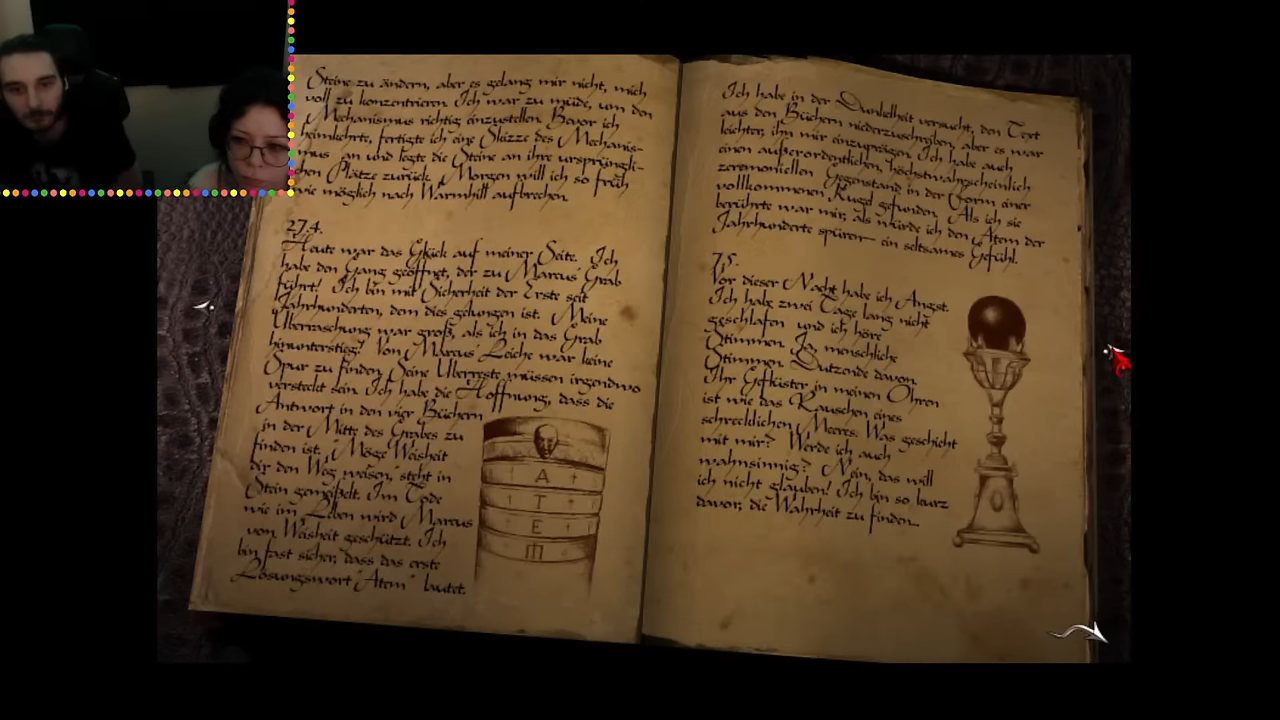 Steine zu ändern, aber es gelang mir nicht, mich
voll zu konzentrieren. Ich war zu müde, um den
Mechanismus richtig einzustellen. Bevor ich
heimkehrte, fertigte ich eine Skizze des Mechanis-
mus an und legte die Steine an ihre ursprüngli-
chen Plätze zurück. Morgen will ich so früh
wie möglich nach Warmhill aufbrechen.
27.4.
Heute war das Glück auf meiner Seite. Ich
habe den Gang geöffnet, der zu Marcus' Grab
führt! Ich bin mit Sicherheit der Erste seit
Jahrhunderten, dem dies gelungen ist. Meine
Überraschung war groß, als ich in das Grab
hinunterstieg! Von Marcus' Leiche war keine
Spur zu finden. Seine Überreste müssen irgendwo
versteckt sein. Ich habe die Hoffnung, dass die
Antwort in den vier Büchern
in der Mitte des Grabes zu
finden ist. "Möge Weisheit
dir den Weg weisen," steht in
Stein gemeißelt. Im Tode
wie im Leben wird Marcus
von Weisheit geschützt. Ich
bin fast sicher, dass das erste
Lösungswort "Atem" lautet.
A
T
E
M
Ich habe in der Dunkelheit versucht, den Text
aus den Büchern niederzuschreiben, aber es war
leichter, ihn mir einzuprägen. Ich habe auch
einen außerordentlichen, höchstwahrscheinlich
zeremoniellen Gegenstand in der Form einer
vollkommenen Kugel gefunden. Als ich sie
berührte war mir, als würde ich den Atem der
Jahrhunderte spüren - ein seltsames Gefühl.
7.5.
Vor dieser Nacht habe ich Angst.
Ich habe zwei Tage lang nicht
geschlafen und ich höre
Stimmen. Ja, menschliche
Stimmen. Dutzende davon.
Ihr Geflüster in meinen Ohren
ist wie das Rauschen eines
schrecklichen Meeres. Was geschieht
mit mir? Werde ich auch
wahnsinnig? Nein, das will
ich nicht glauben! Ich bin so kurz
davor, die Wahrheit zu finden...